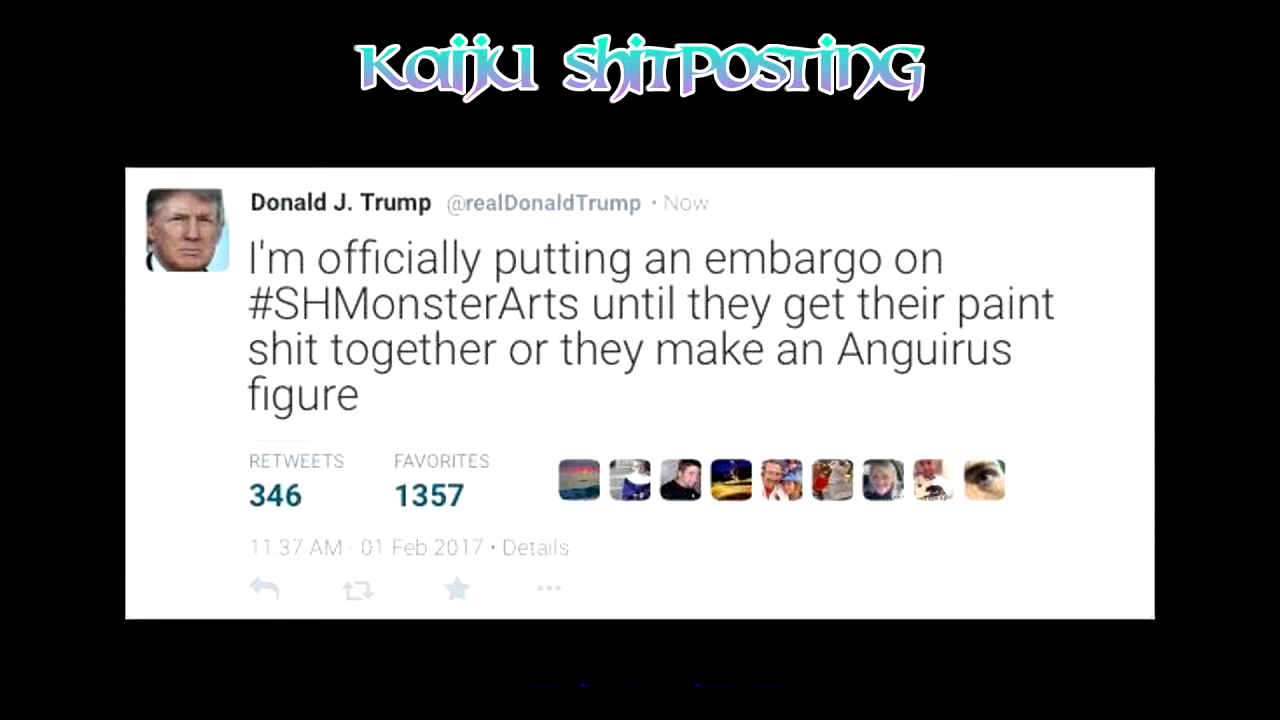 Kaiju Shitposting
Donald J. Trump @realDonaldTrump · Now
I'm officially putting an embargo on
#SHMonsterArts until they get their paint
shit together or they make an Anguirus
figure
RETWEETS FAVORITES
346 1357
11:37 AM - 01 Feb 2017 · Details